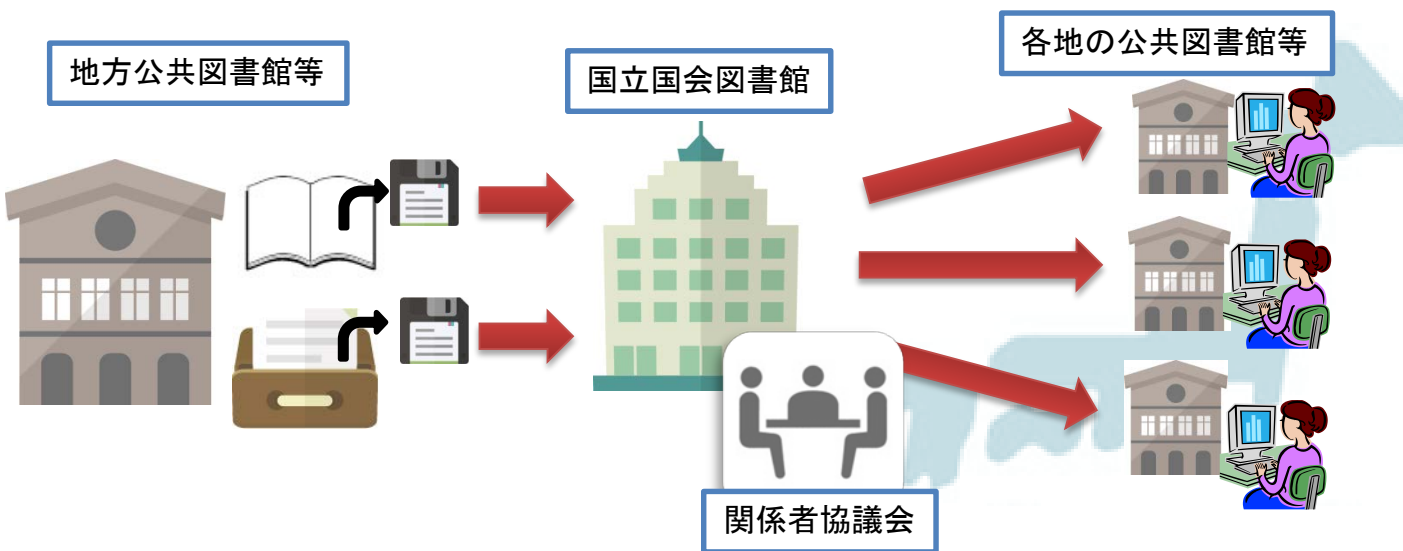 地方公共図書館等
国立国会図書館
各地の公共図書館等
関係者協議会